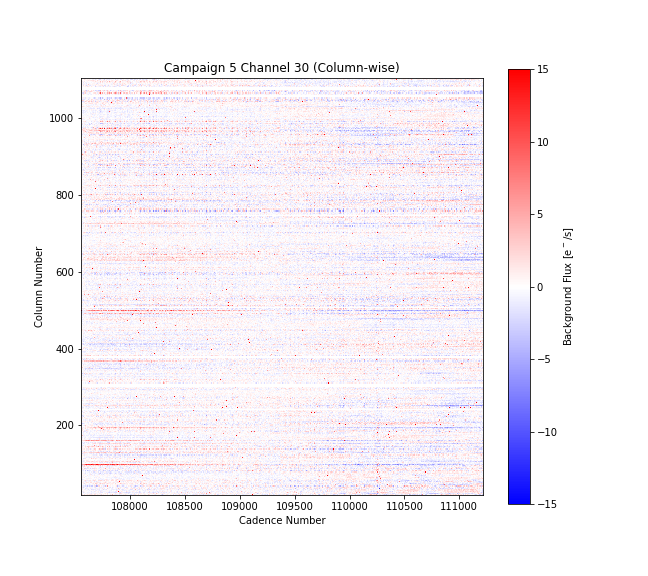 Campaign 5 Channel 30 (Column-wise)
Column Number
1000
800
600
400
200
108000 108500 109000 109500 110000 110500 111000
Cadence Number
15
10
5
0
−5
−10
−15
Background Flux [e⁻/s]